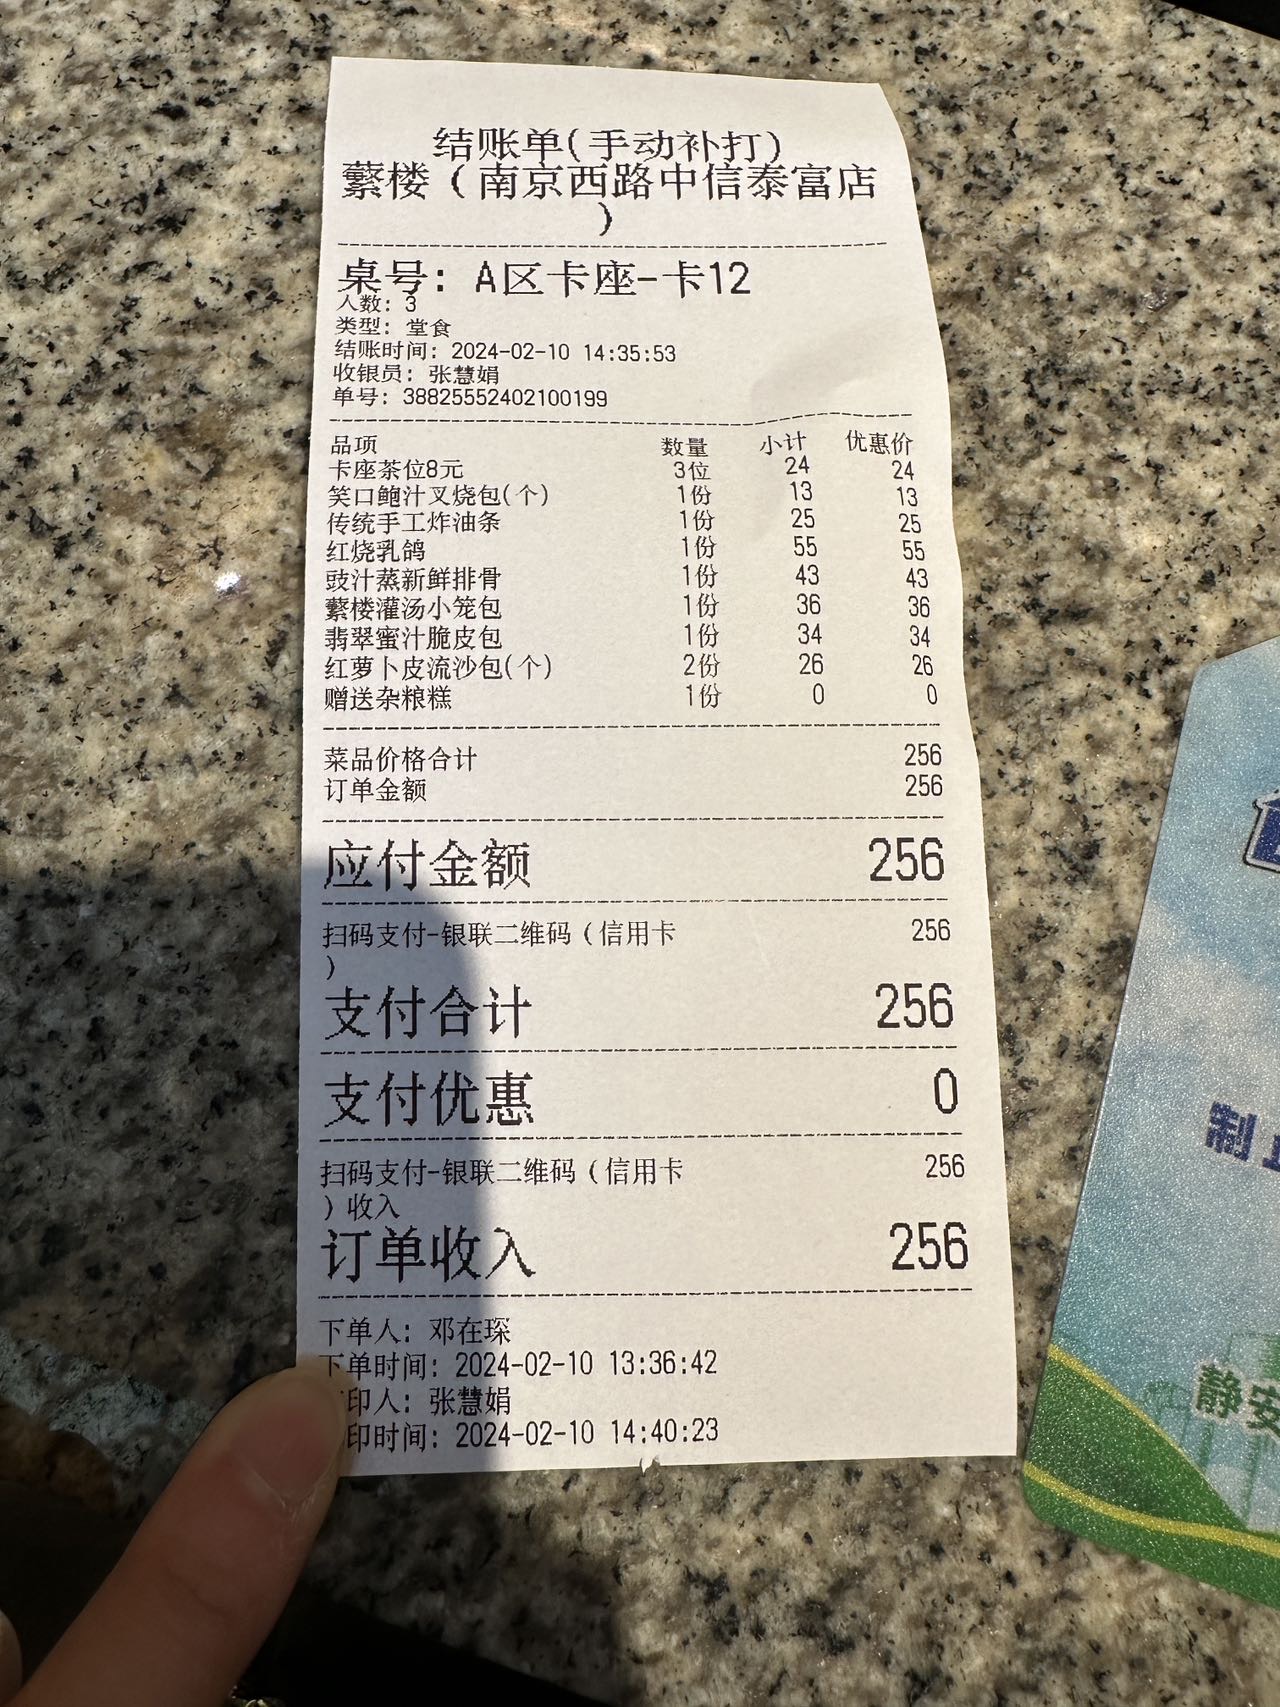 结账单(手动补打)
蘩楼（南京西路中信泰富店
）
桌号: A区卡座-卡12
人数: 3
类型: 堂食
结账时间: 2024-02-10 14:35:53
收银员: 张慧娟
单号: 38825552402100199
品项 数量 小计 优惠价
卡座茶位8元 3位 24 24
笑口鲍汁叉烧包(个) 1份 13 13
传统手工炸油条 1份 25 25
红烧乳鸽 1份 55 55
豉汁蒸新鲜排骨 1份 43 43
蘩楼灌汤小笼包 1份 36 36
翡翠蜜汁脆皮包 1份 34 34
红萝卜皮流沙包(个) 2份 26 26
赠送杂粮糕 1份 0 0
菜品价格合计 256
订单金额 256
应付金额 256
扫码支付-银联二维码（信用卡 256
）
支付合计 256
支付优惠 0
扫码支付-银联二维码（信用卡 256
）收入
订单收入 256
下单人: 邓在琛
下单时间: 2024-02-10 13:36:42
印人: 张慧娟
印时间: 2024-02-10 14:40:23
制
静安